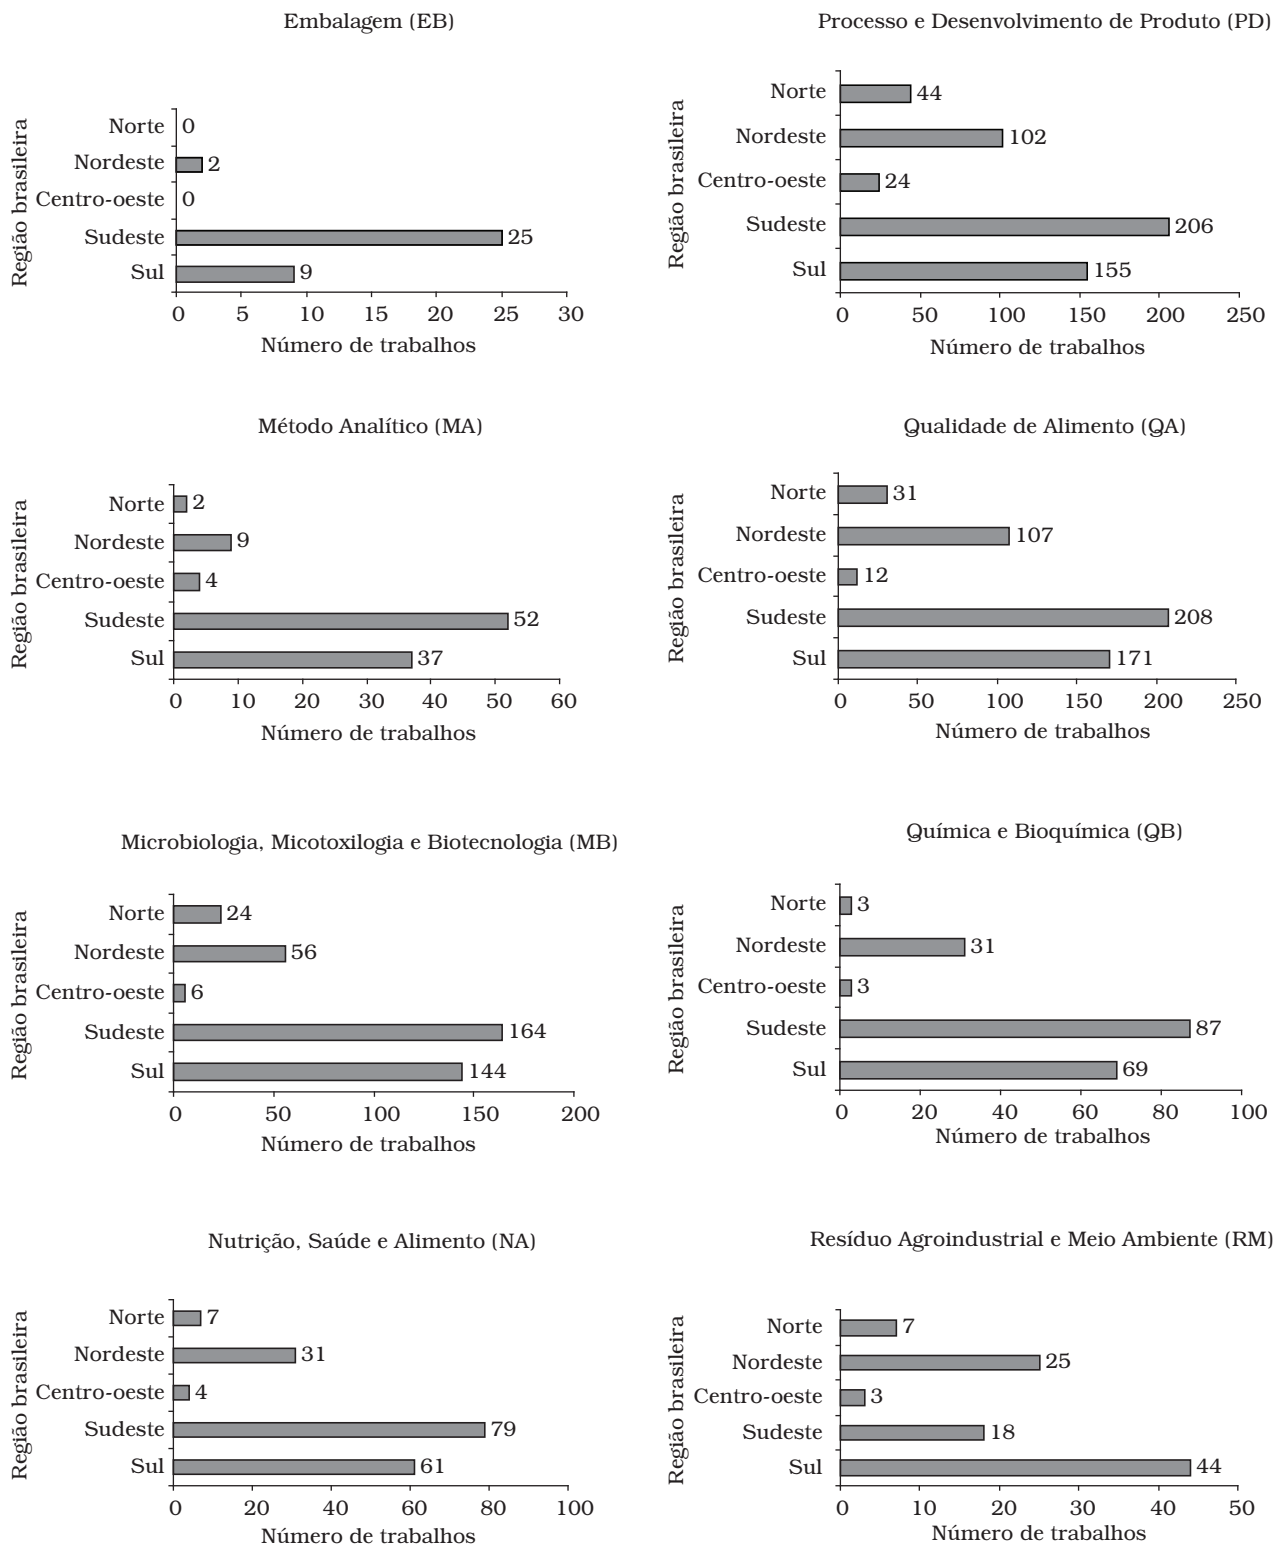 Embalagem (EB)
Região brasileira
Norte 0
Nordeste 2
Centro-oeste 0
Sudeste 25
Sul 9
0 5 10 15 20 25 30
Número de trabalhos
Processo e Desenvolvimento de Produto (PD)
Região brasileira
Norte 44
Nordeste 102
Centro-oeste 24
Sudeste 206
Sul 155
0 50 100 150 200 250
Número de trabalhos
Método Analítico (MA)
Região brasileira
Norte 2
Nordeste 9
Centro-oeste 4
Sudeste 52
Sul 37
0 10 20 30 40 50 60
Número de trabalhos
Qualidade de Alimento (QA)
Região brasileira
Norte 31
Nordeste 107
Centro-oeste 12
Sudeste 208
Sul 171
0 50 100 150 200 250
Número de trabalhos
Microbiologia, Micotoxilogia e Biotecnologia (MB)
Região brasileira
Norte 24
Nordeste 56
Centro-oeste 6
Sudeste 164
Sul 144
0 50 100 150 200
Número de trabalhos
Química e Bioquímica (QB)
Região brasileira
Norte 3
Nordeste 31
Centro-oeste 3
Sudeste 87
Sul 69
0 20 40 60 80 100
Número de trabalhos
Nutrição, Saúde e Alimento (NA)
Região brasileira
Norte 7
Nordeste 31
Centro-oeste 4
Sudeste 79
Sul 61
0 20 40 60 80 100
Número de trabalhos
Resíduo Agroindustrial e Meio Ambiente (RM)
Região brasileira
Norte 7
Nordeste 25
Centro-oeste 3
Sudeste 18
Sul 44
0 10 20 30 40 50
Número de trabalhos